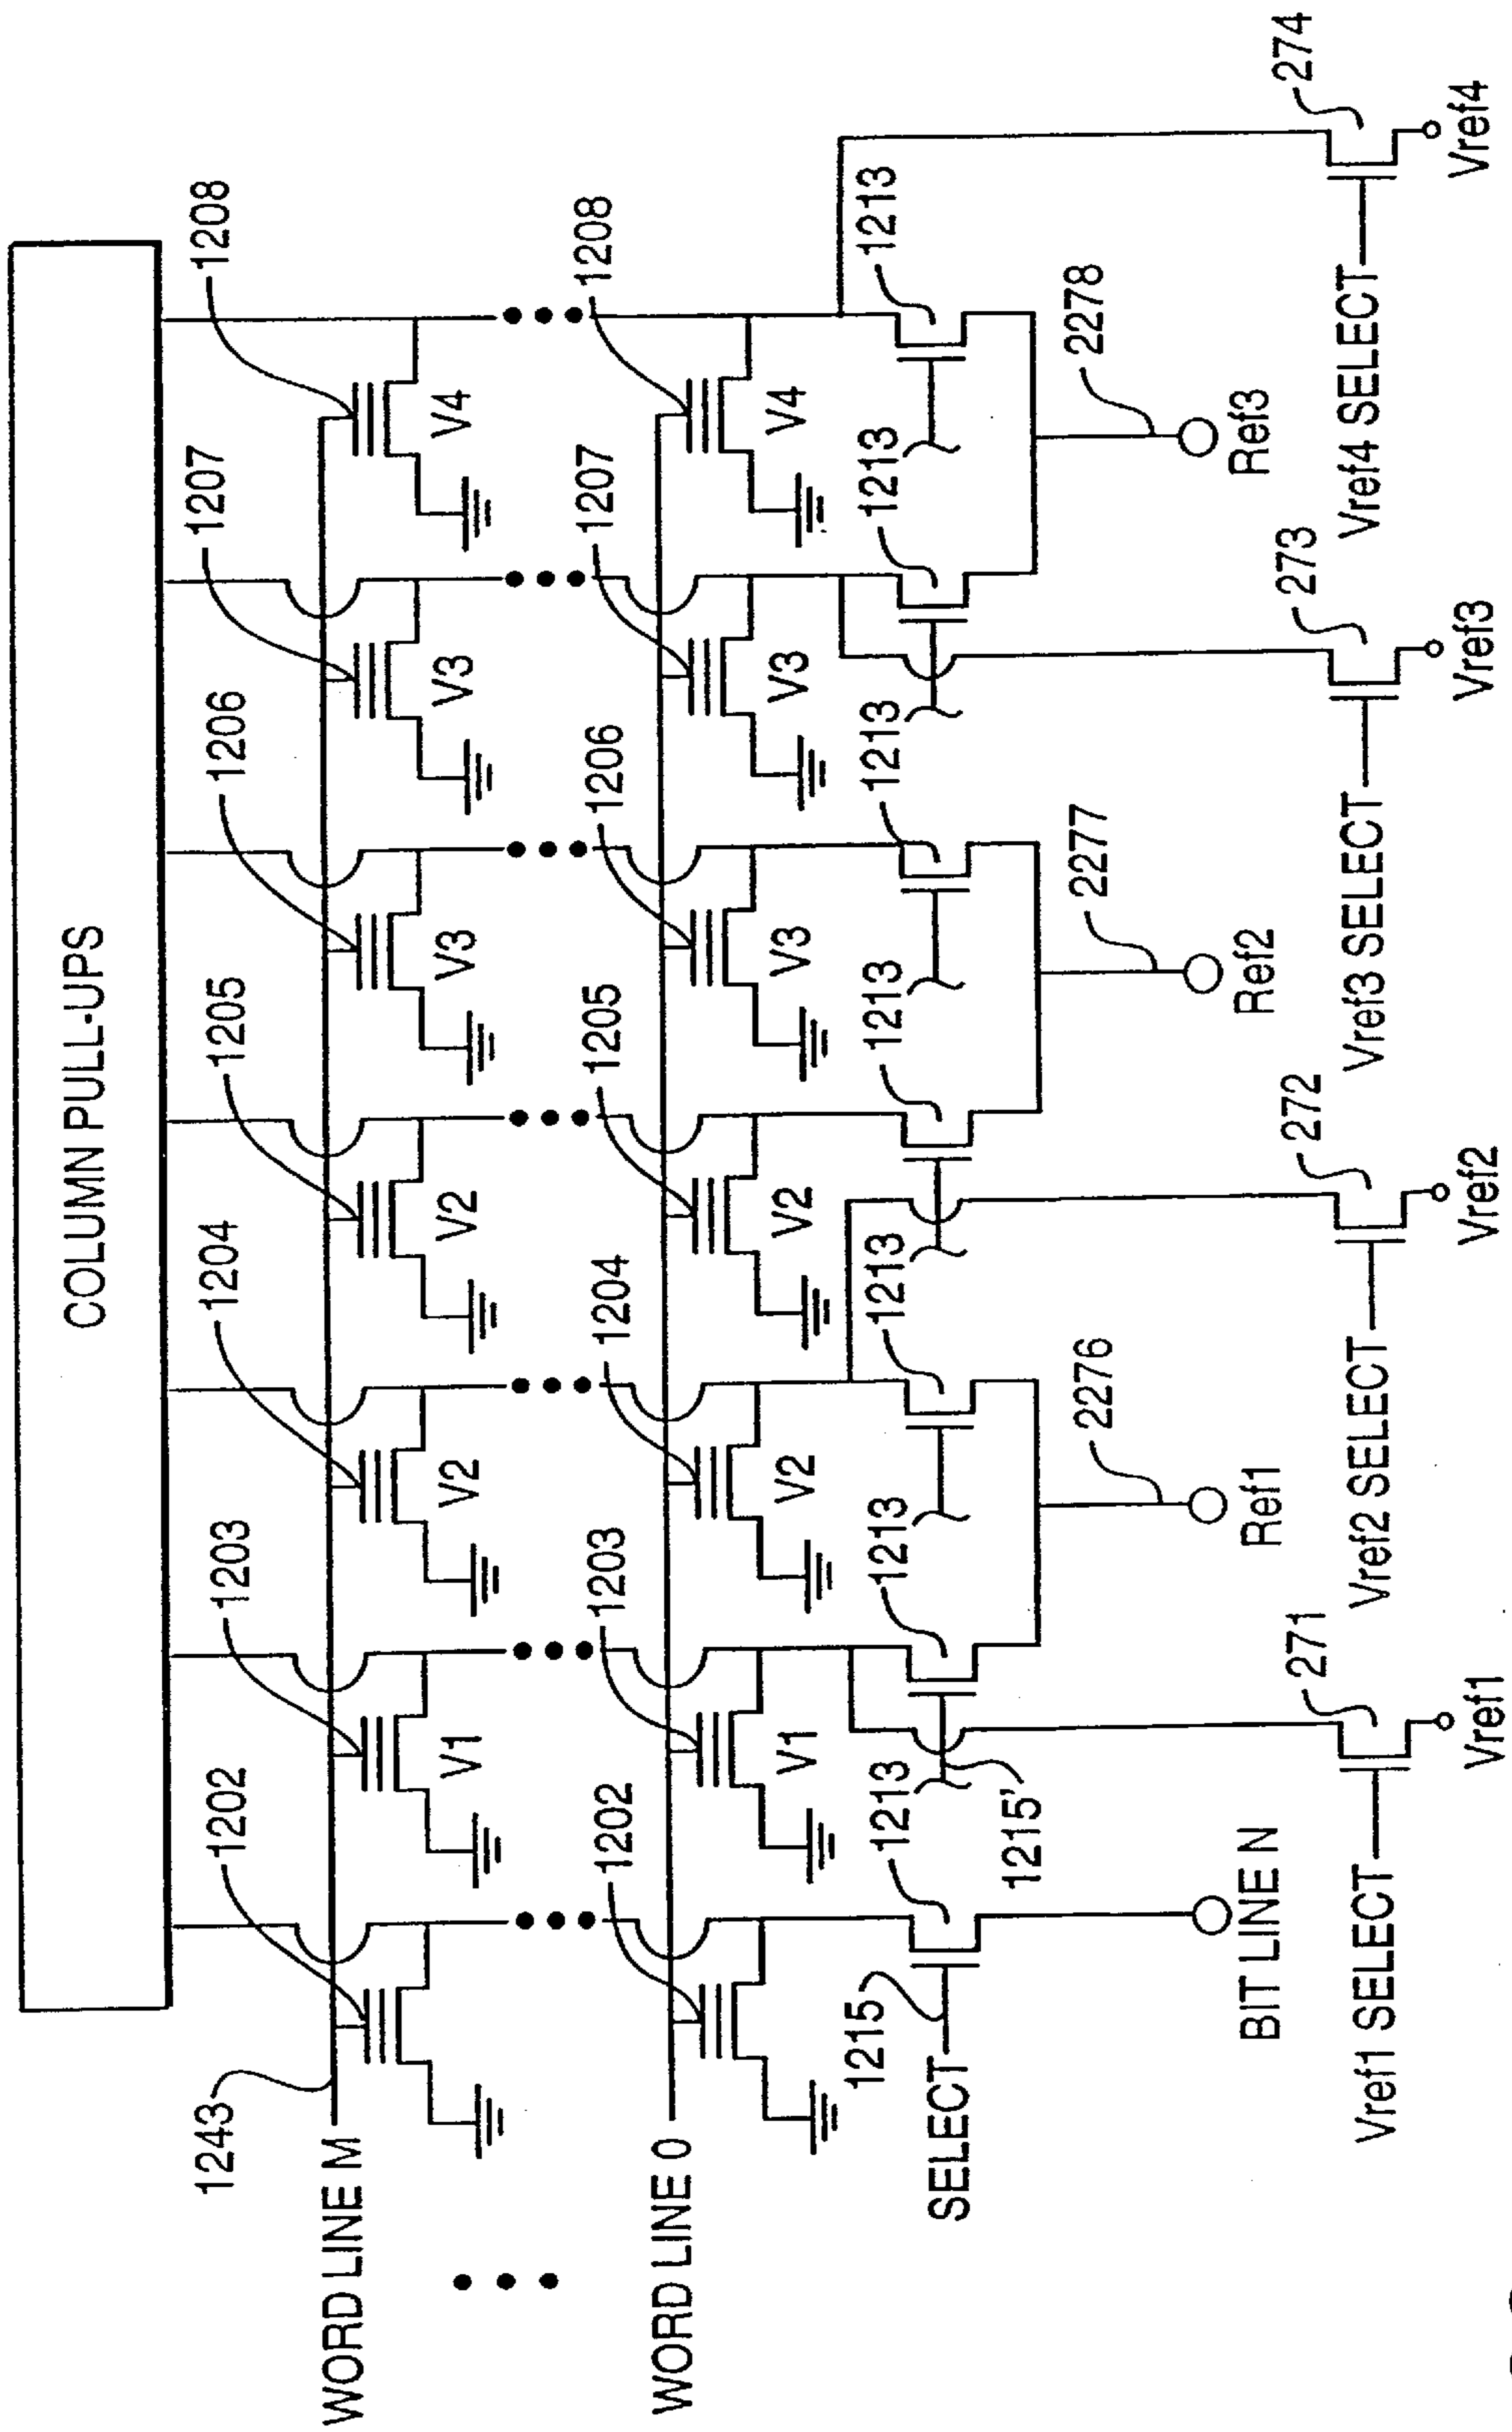 COLUMN PULL-UPS
1202 1203 1204 1205 1206 1207 1208
1243
WORD LINE M
V1 V2 V2 V3 V3 V4
1202 1203 1204 1205 1206 1207 1208
WORD LINE 0
V1 V2 V2 V3 V3 V4
1215
SELECT
1213 1213 1213 1213 1213 1213 1213
1215'
2276 2277 2278
BIT LINE N
Ref1 Ref2 Ref3
271 272 273 274
Vref1 SELECT Vref2 SELECT Vref3 SELECT Vref4 SELECT
Vref1 Vref2 Vref3 Vref4